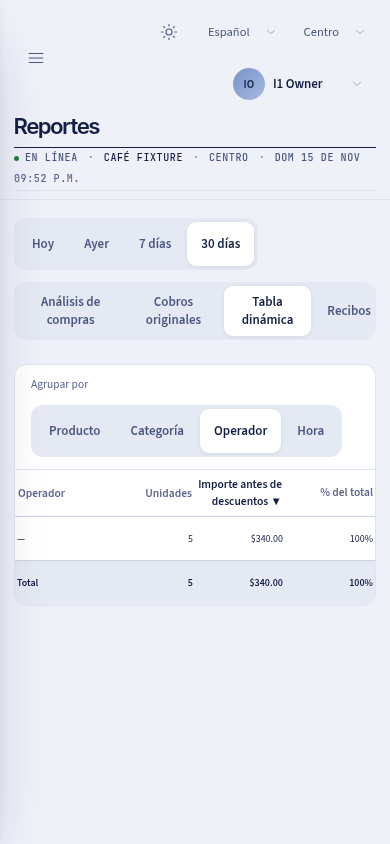 Español
Centro
IO
I1 Owner
Reportes
EN LÍNEA · CAFÉ FIXTURE · CENTRO · DOM 15 DE NOV
09:52 P.M.
Hoy
Ayer
7 días
30 días
Análisis de
compras
Cobros
originales
Tabla
dinámica
Recibos
Agrupar por
Producto
Categoría
Operador
Hora
Operador
Unidades
Importe antes de
descuentos ▼
% del total
—
5
$340.00
100%
Total
5
$340.00
100%